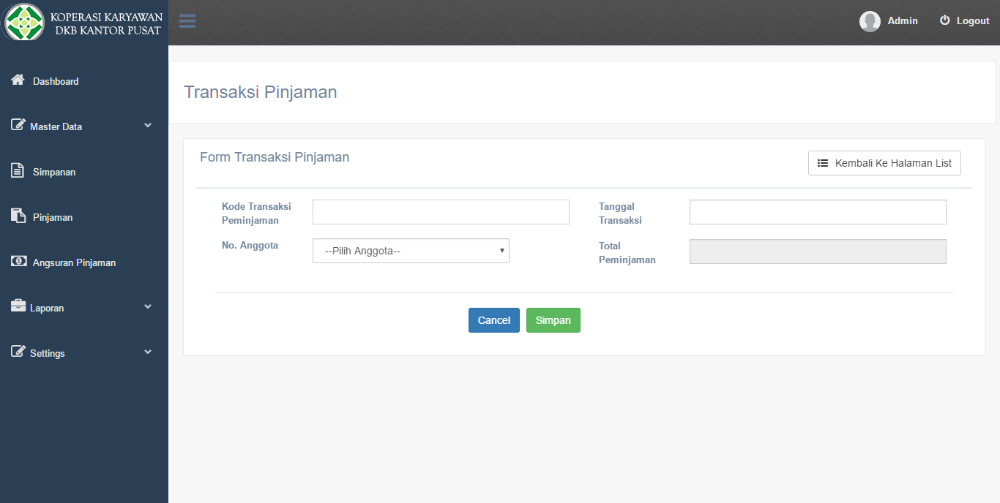 KOPERASI KARYAWAN
DKB KANTOR PUSAT
Admin
Logout
Dashboard
Master Data
Simpanan
Pinjaman
Angsuran Pinjaman
Laporan
Settings
Transaksi Pinjaman
Form Transaksi Pinjaman
Kembali Ke Halaman List
Kode Transaksi
Peminjaman
Tanggal
Transaksi
No. Anggota
--Pilih Anggota--
Total
Peminjaman
Cancel
Simpan